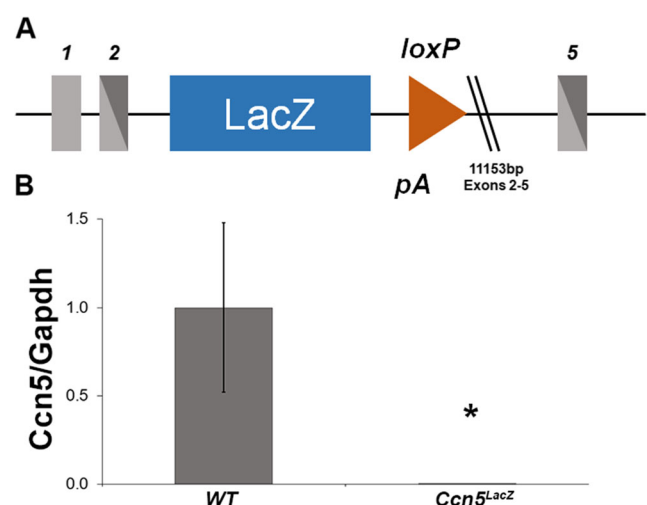 A
1 2 loxP 5
LacZ
11153bp
Exons 2-5
pA
B
1.5
1.0
0.5
0.0
Ccn5/Gapdh
*
WT Ccn5LacZ